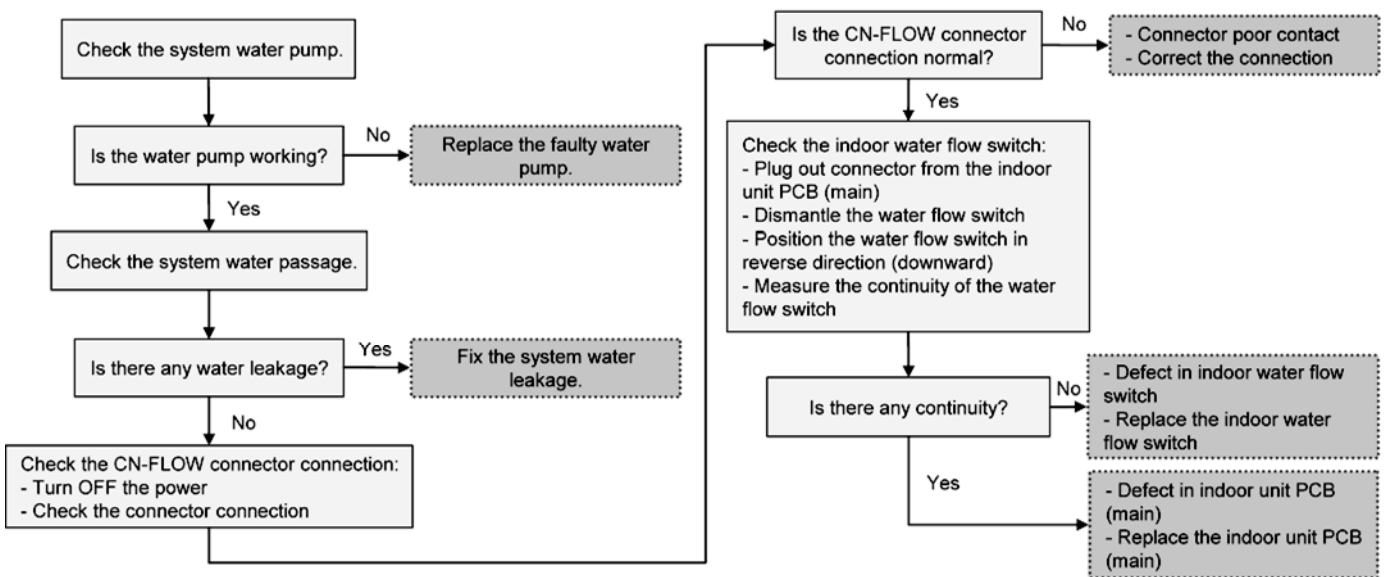 Check the system water pump.
Is the water pump working?
No
Replace the faulty water
pump.
Yes
Check the system water passage.
Is there any water leakage?
Yes
Fix the system water
leakage.
No
Check the CN-FLOW connector connection:
- Turn OFF the power
- Check the connector connection
Is the CN-FLOW connector
connection normal?
No
- Connector poor contact
- Correct the connection
Yes
Check the indoor water flow switch:
- Plug out connector from the indoor
unit PCB (main)
- Dismantle the water flow switch
- Position the water flow switch in
reverse direction (downward)
- Measure the continuity of the water
flow switch
Is there any continuity?
No
- Defect in indoor water flow
switch
- Replace the indoor water
flow switch
Yes
- Defect in indoor unit PCB
(main)
- Replace the indoor unit PCB
(main)